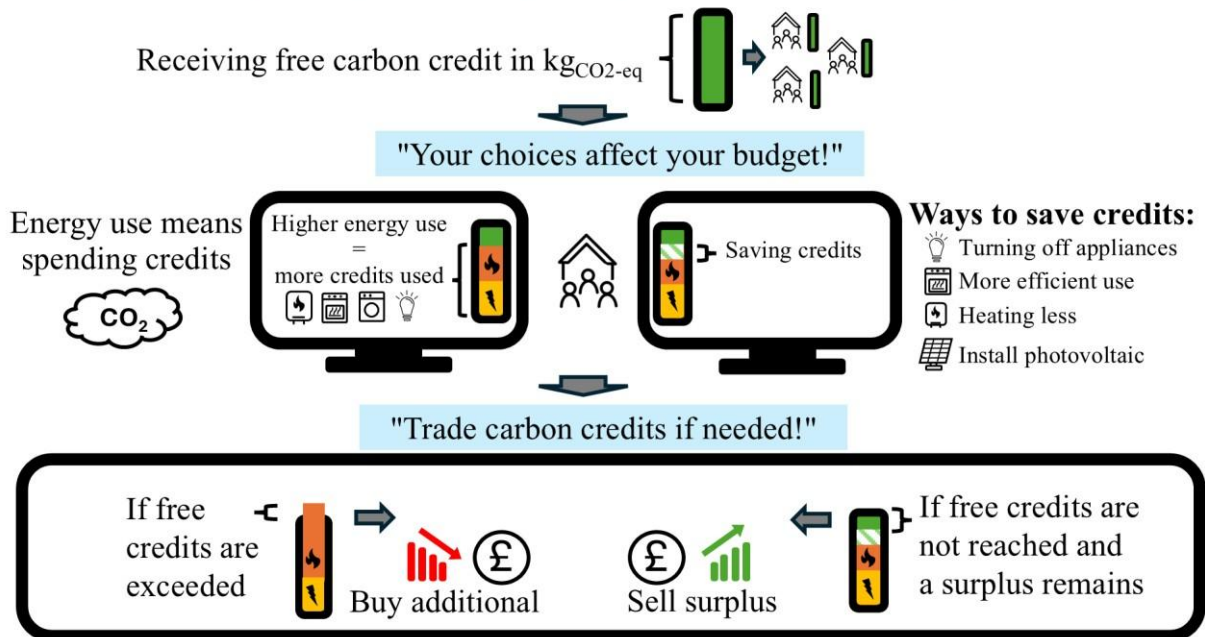 Receiving free carbon credit in kgCO2-eq
"Your choices affect your budget!"
Energy use means
spending credits
CO2
Higher energy use
=
more credits used
Saving credits
Ways to save credits:
Turning off appliances
More efficient use
Heating less
Install photovoltaic
"Trade carbon credits if needed!"
If free
credits are
exceeded
£
Buy additional
£
Sell surplus
If free credits are
not reached and
a surplus remains